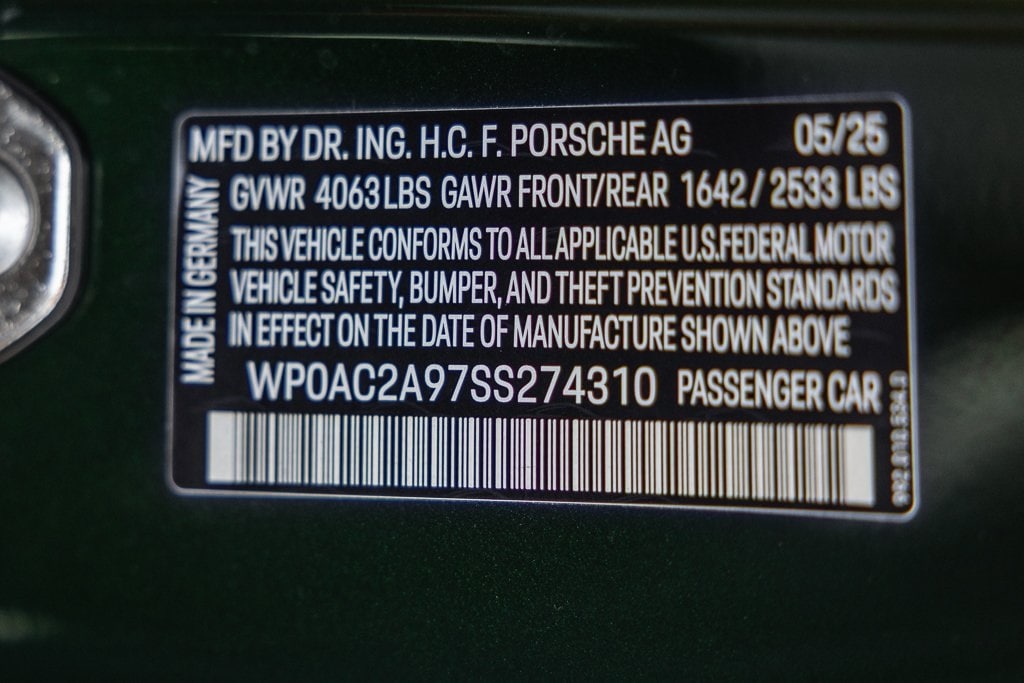 MFD BY DR. ING. H.C. F. PORSCHE AG 05/25
GVWR 4063 LBS GAWR FRONT/REAR 1642 / 2533 LBS
THIS VEHICLE CONFORMS TO ALL APPLICABLE U.S.FEDERAL MOTOR
VEHICLE SAFETY, BUMPER, AND THEFT PREVENTION STANDARDS
IN EFFECT ON THE DATE OF MANUFACTURE SHOWN ABOVE
WP0AC2A97SS274310 PASSENGER CAR
MADE IN GERMANY